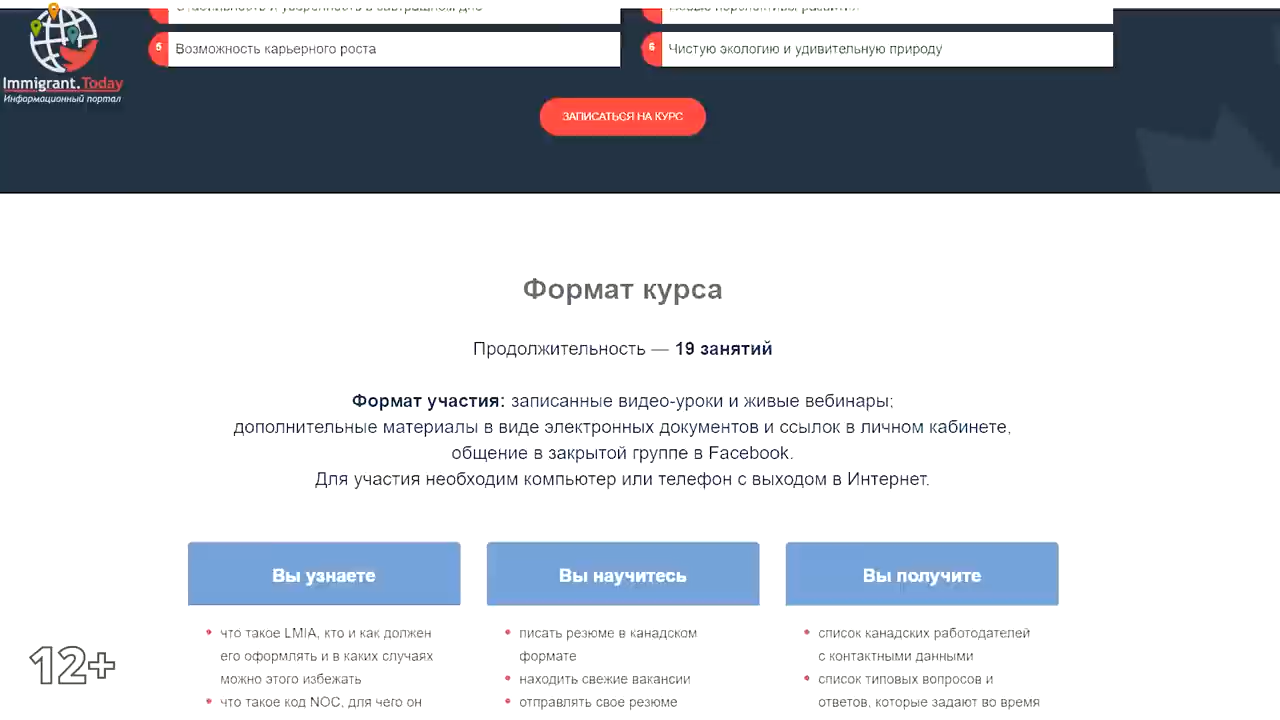 5 Возможность карьерного роста
6 Чистую экологию и удивительную природу
Immigrant.Today
Информационный портал
ЗАПИСАТЬСЯ НА КУРС
Формат курса
Продолжительность — 19 занятий
Формат участия: записанные видео-уроки и живые вебинары;
дополнительные материалы в виде электронных документов и ссылок в личном кабинете,
общение в закрытой группе в Facebook.
Для участия необходим компьютер или телефон с выходом в Интернет.
Вы узнаете
что такое LMIA, кто и как должен
его оформлять и в каких случаях
можно этого избежать
что такое код NOC, для чего он
Вы научитесь
писать резюме в канадском
формате
находить свежие вакансии
отправлять свое резюме
Вы получите
список канадских работодателей
с контактными данными
список типовых вопросов и
ответов, которые задают во время
12+